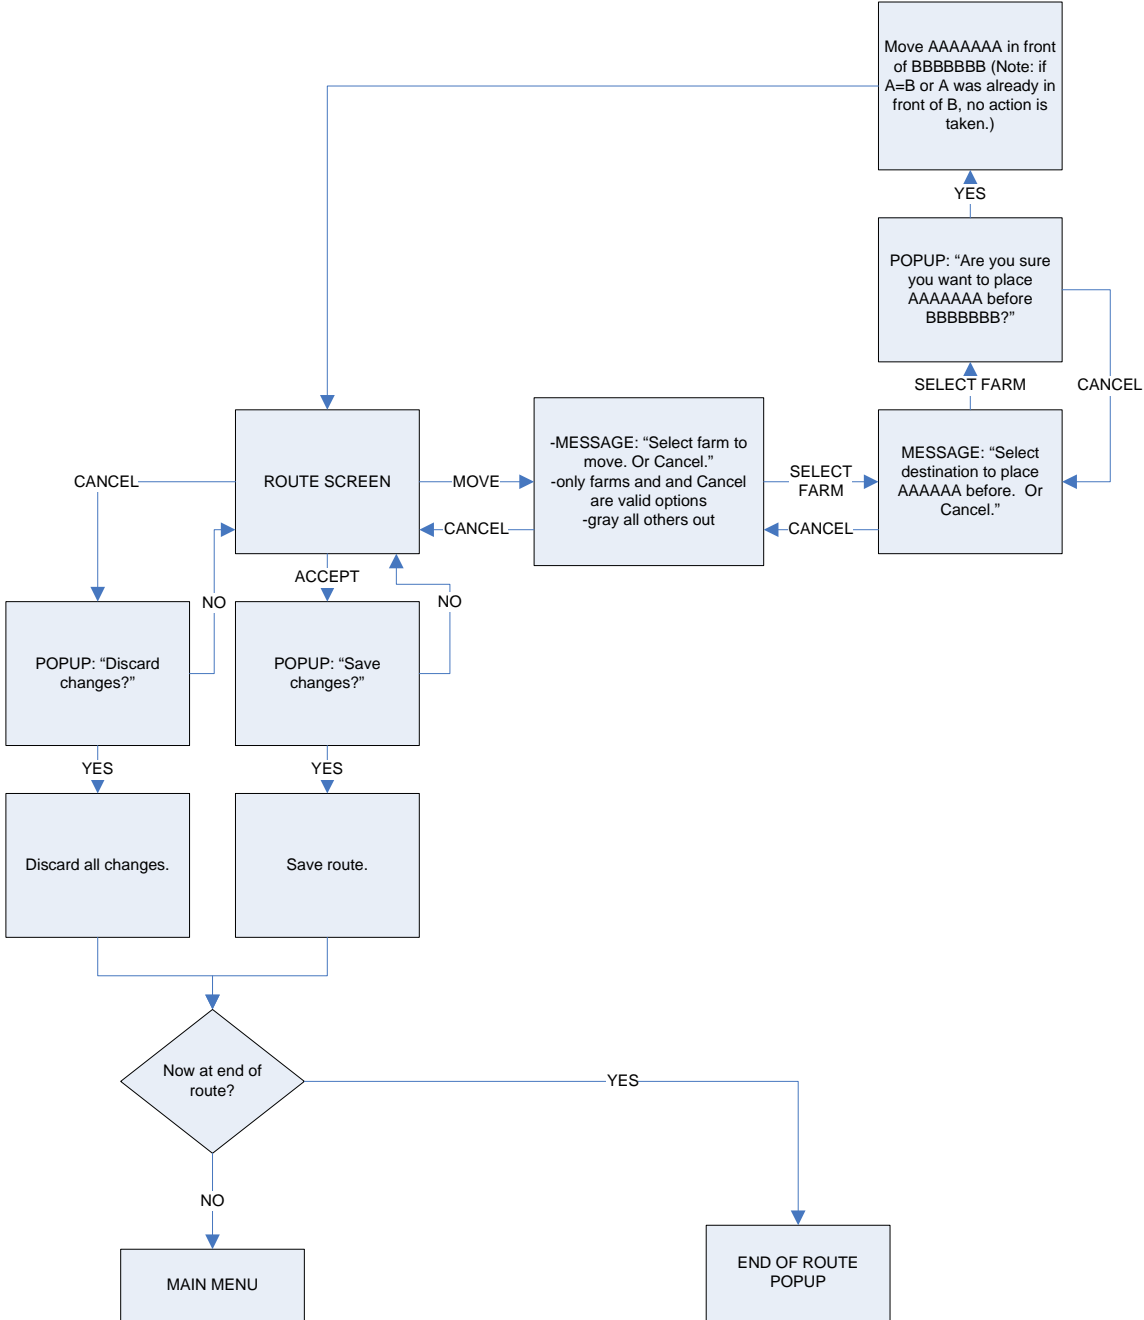 Move AAAAAAA in front
of BBBBBBB (Note: if
A=B or A was already in
front of B, no action is
taken.)
YES
POPUP: “Are you sure
you want to place
AAAAAAA before
BBBBBBB?”
SELECT FARM
CANCEL
CANCEL
ROUTE SCREEN
MOVE
CANCEL
-MESSAGE: “Select farm to
move. Or Cancel.”
-only farms and and Cancel
are valid options
-gray all others out
SELECT
FARM
CANCEL
MESSAGE: “Select
destination to place
AAAAAA before.  Or
Cancel.”
ACCEPT
NO
NO
POPUP: “Discard
changes?”
POPUP: “Save
changes?”
YES
YES
Discard all changes.
Save route.
Now at end of
route?
YES
NO
MAIN MENU
END OF ROUTE
POPUP